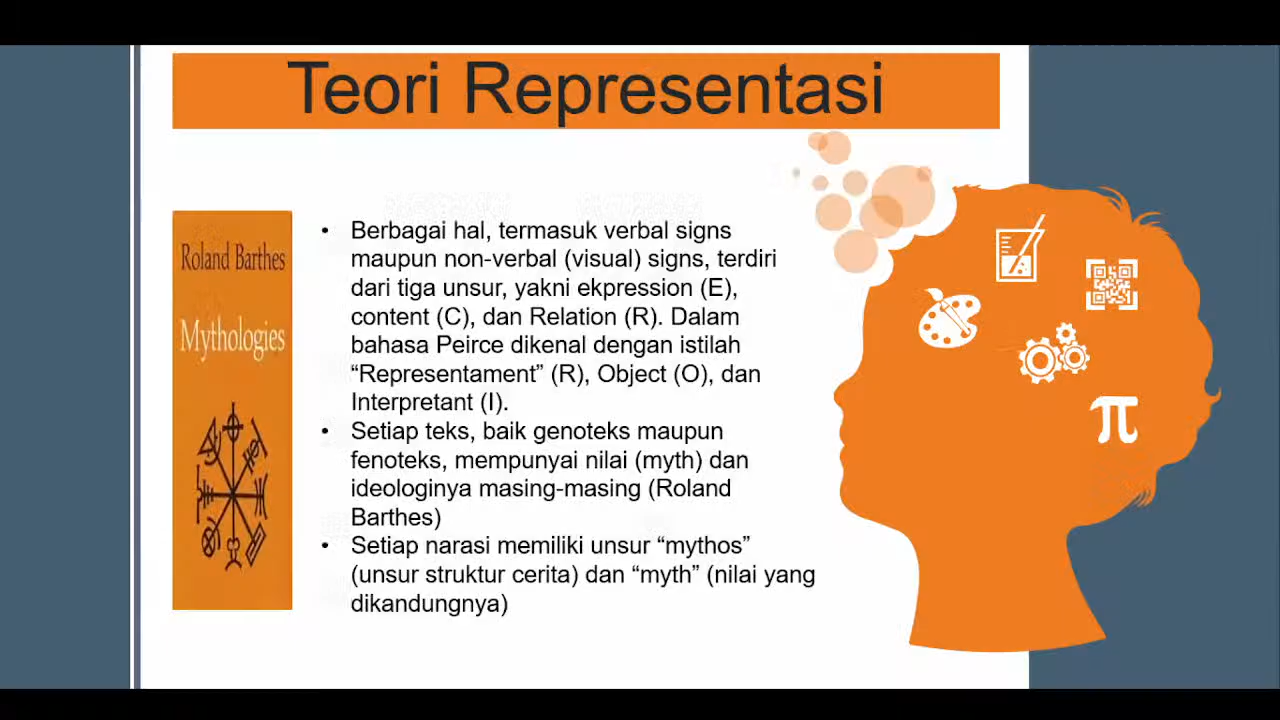 Teori Representasi
Roland Barthes
Mythologies
• Berbagai hal, termasuk verbal signs
maupun non-verbal (visual) signs, terdiri
dari tiga unsur, yakni ekpression (E),
content (C), dan Relation (R). Dalam
bahasa Peirce dikenal dengan istilah
“Representament” (R), Object (O), dan
Interpretant (I).
• Setiap teks, baik genoteks maupun
fenoteks, mempunyai nilai (myth) dan
ideologinya masing-masing (Roland
Barthes)
• Setiap narasi memiliki unsur “mythos”
(unsur struktur cerita) dan “myth” (nilai yang
dikandungnya)
π